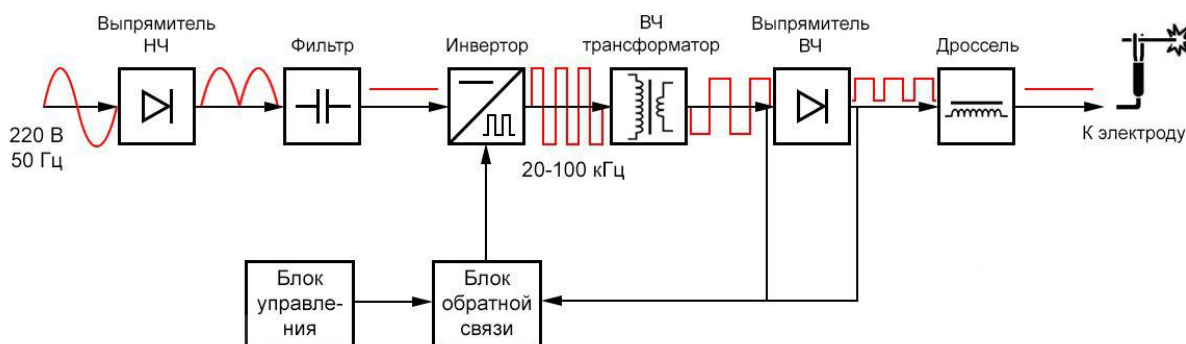 Выпрямитель
НЧ
Фильтр
Инвертор
ВЧ
трансформатор
Выпрямитель
ВЧ
Дроссель
220 В
50 Гц
20-100 кГц
К электроду
Блок
управле-
ния
Блок
обратной
связи